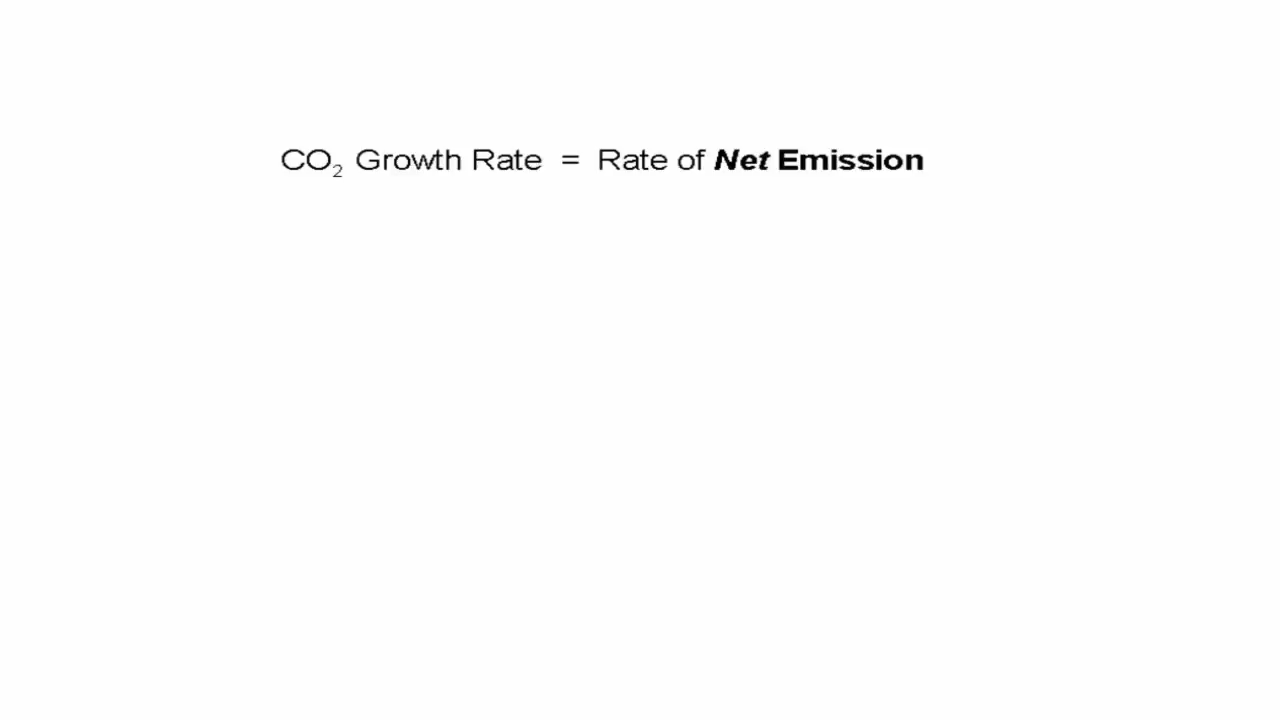 CO₂ Growth Rate = Rate of Net Emission